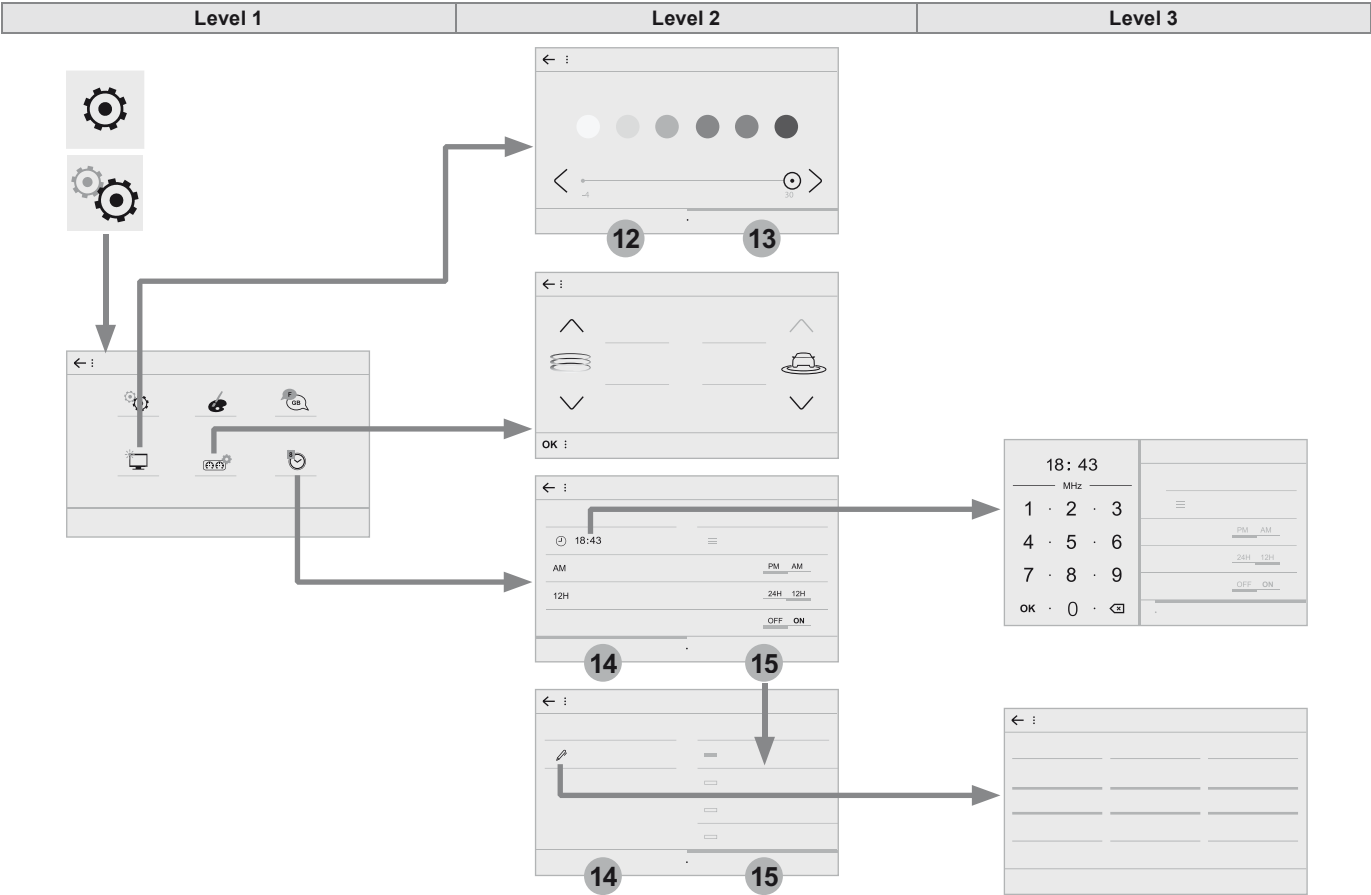 Level 1 Level 2 Level 3
-4 30
12 13
F
GB
8
OK
18:43
AM PM AM
12H 24H 12H
OFF ON
14 15
14 15
18:43
MHz
1 · 2 · 3
4 · 5 · 6
7 · 8 · 9
OK · 0 ·
PM AM
24H 12H
OFF ON